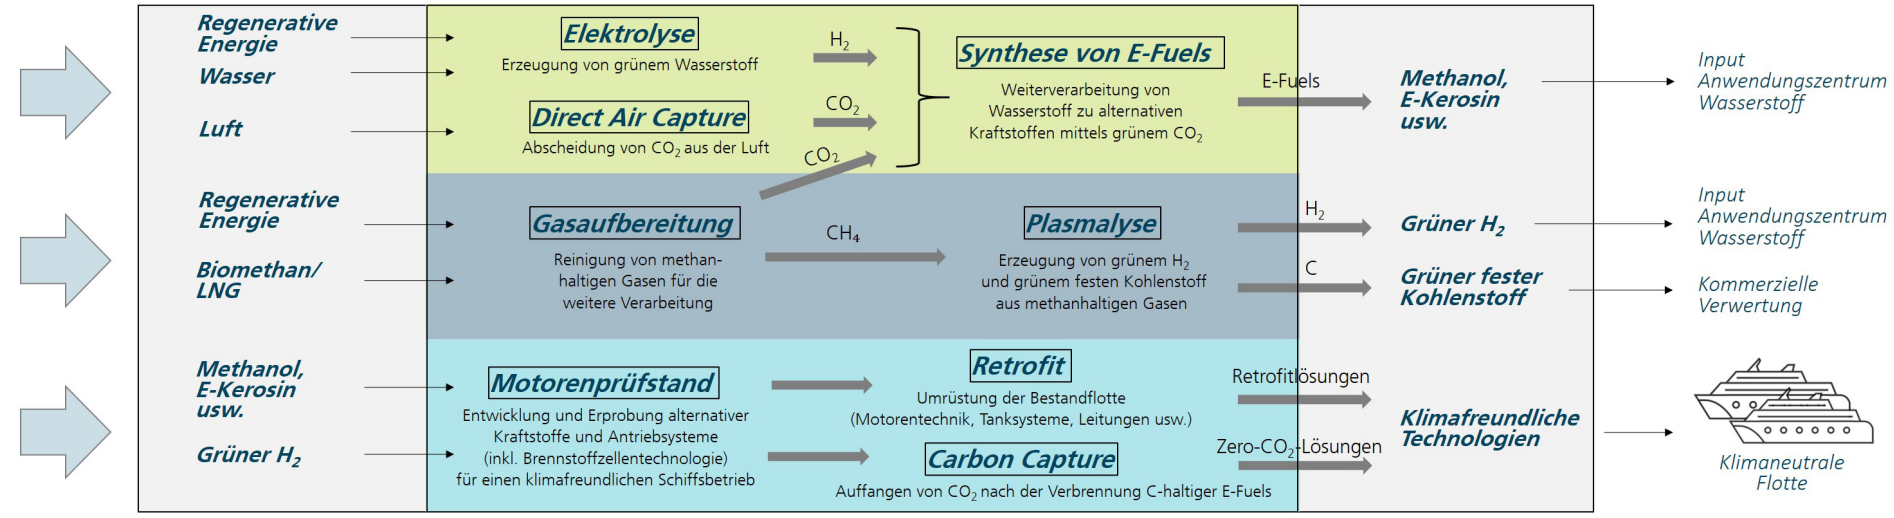 Regenerative
Energie
Wasser
Luft
Elektrolyse
Erzeugung von grünem Wasserstoff
H₂
Direct Air Capture
Abscheidung von CO₂ aus der Luft
CO₂
CO₂
Synthese von E-Fuels
Weiterverarbeitung von
Wasserstoff zu alternativen
Kraftstoffen mittels grünem CO₂
E-Fuels
Methanol,
E-Kerosin
usw.
Input
Anwendungszentrum
Wasserstoff
Regenerative
Energie
Biomethan/
LNG
Gasaufbereitung
Reinigung von methan-
haltigen Gasen für die
weitere Verarbeitung
CH₄
Plasmalyse
Erzeugung von grünem H₂
und grünem festen Kohlenstoff
aus methanhaltigen Gasen
H₂
C
Grüner H₂
Grüner fester
Kohlenstoff
Input
Anwendungszentrum
Wasserstoff
Kommerzielle
Verwertung
Methanol,
E-Kerosin
usw.
Grüner H₂
Motorenprüfstand
Entwicklung und Erprobung alternativer
Kraftstoffe und Antriebsysteme
(inkl. Brennstoffzellentechnologie)
für einen klimafreundlichen Schiffsbetrieb
Retrofit
Umrüstung der Bestandflotte
(Motorentechnik, Tanksysteme, Leitungen usw.)
Carbon Capture
Auffangen von CO₂ nach der Verbrennung C-haltiger E-Fuels
Retrofitlösungen
Zero-CO₂-Lösungen
Klimafreundliche
Technologien
Klimaneutrale
Flotte